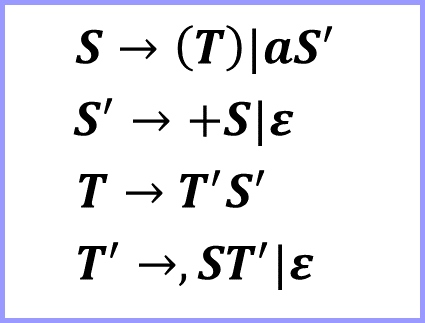 S → (T)|aS′
S′ → +S|ε
T → T′S′
T′ →, ST′|ε